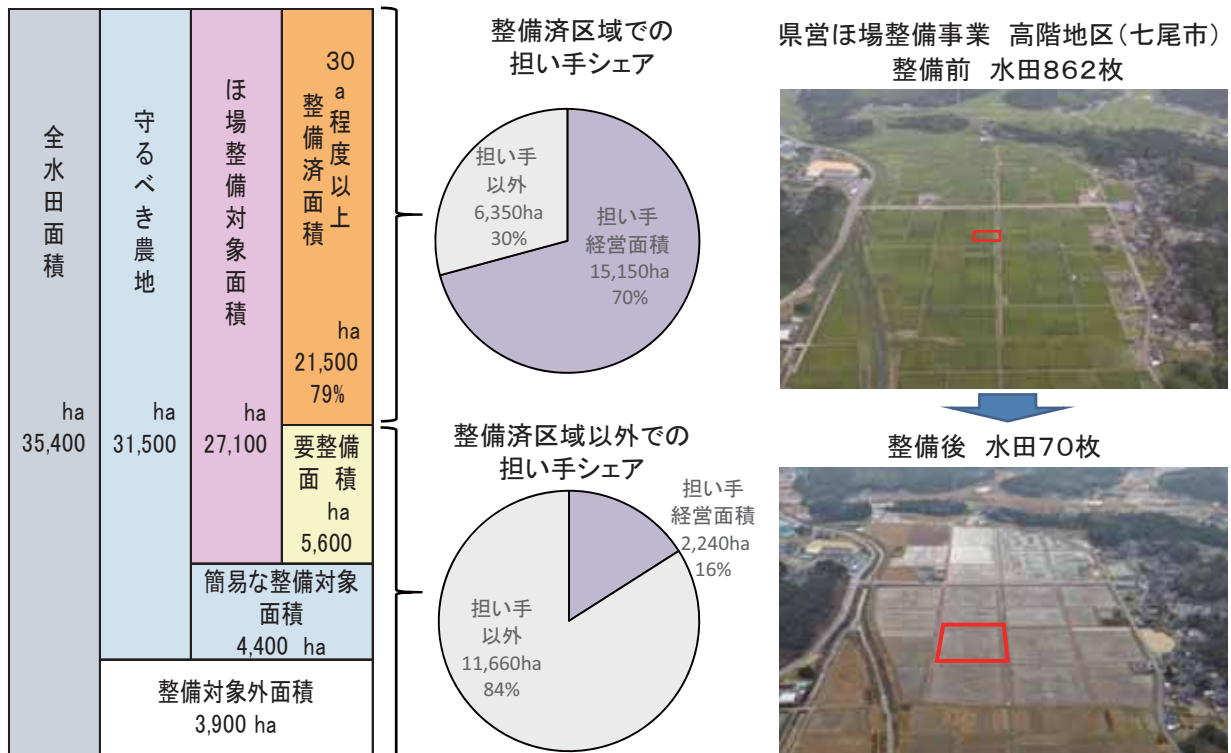 全水田面積
ha
35,400
守るべき農地
ha
31,500
ほ場整備対象面積
ha
27,100
30a程度以上
整備済面積
ha
21,500
79%
要整備
面 積
ha
5,600
簡易な整備対象
面積
4,400 ha
整備対象外面積
3,900 ha
整備済区域での
担い手シェア
担い手
以外
6,350ha
30%
担い手
経営面積
15,150ha
70%
整備済区域以外での
担い手シェア
担い手
経営面積
2,240ha
16%
担い手
以外
11,660ha
84%
県営ほ場整備事業 高階地区(七尾市)
整備前 水田862枚
整備後 水田70枚